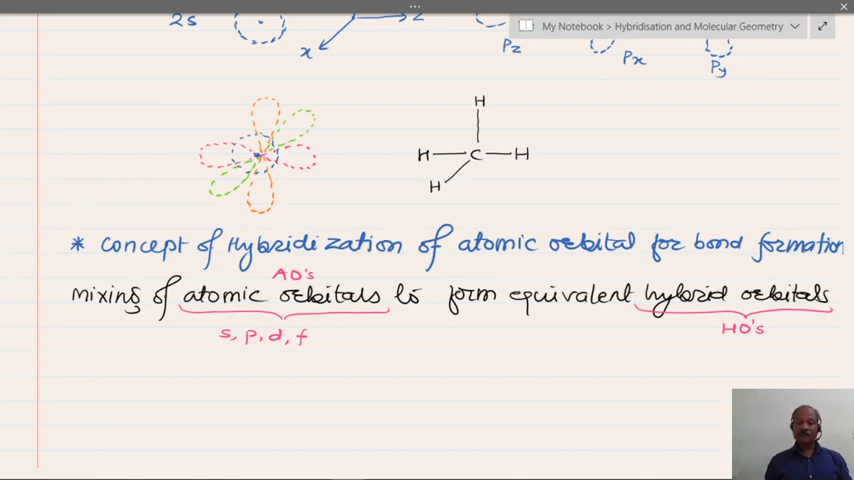 2s
x
z
My Notebook > Hybridisation and Molecular Geometry
Pz
Px
Py
H
H-C-H
H
* Concept of Hybridization of atomic orbital for bond formation
AO's
mixing of atomic orbitals to form equivalent hybrid orbitals
s, p, d, f
HO's